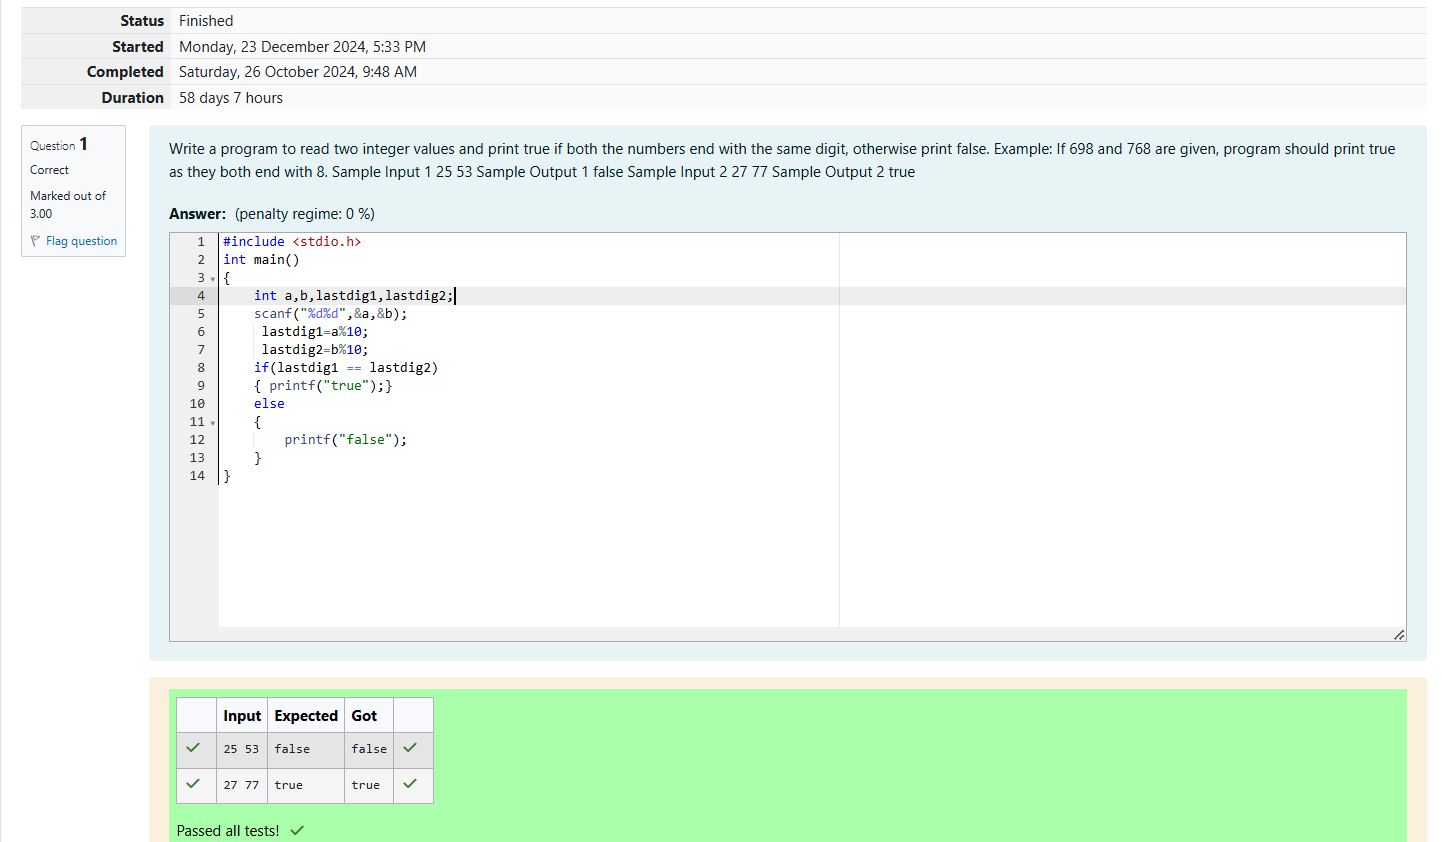 Status Finished
Started Monday, 23 December 2024, 5:33 PM
Completed Saturday, 26 October 2024, 9:48 AM
Duration 58 days 7 hours
Question 1
Correct
Marked out of
3.00
Flag question
Write a program to read two integer values and print true if both the numbers end with the same digit, otherwise print false. Example: If 698 and 768 are given, program should print true
as they both end with 8. Sample Input 1 25 53 Sample Output 1 false Sample Input 2 27 77 Sample Output 2 true
Answer: (penalty regime: 0 %)
1 #include <stdio.h>
2 int main()
3 {
4     int a,b,lastdig1,lastdig2;
5     scanf("%d%d",&a,&b);
6      lastdig1=a%10;
7      lastdig2=b%10;
8     if(lastdig1 == lastdig2)
9     { printf("true");}
10     else
11     {
12         printf("false");
13     }
14 }
Input Expected Got
25 53 false false
27 77 true true
Passed all tests!